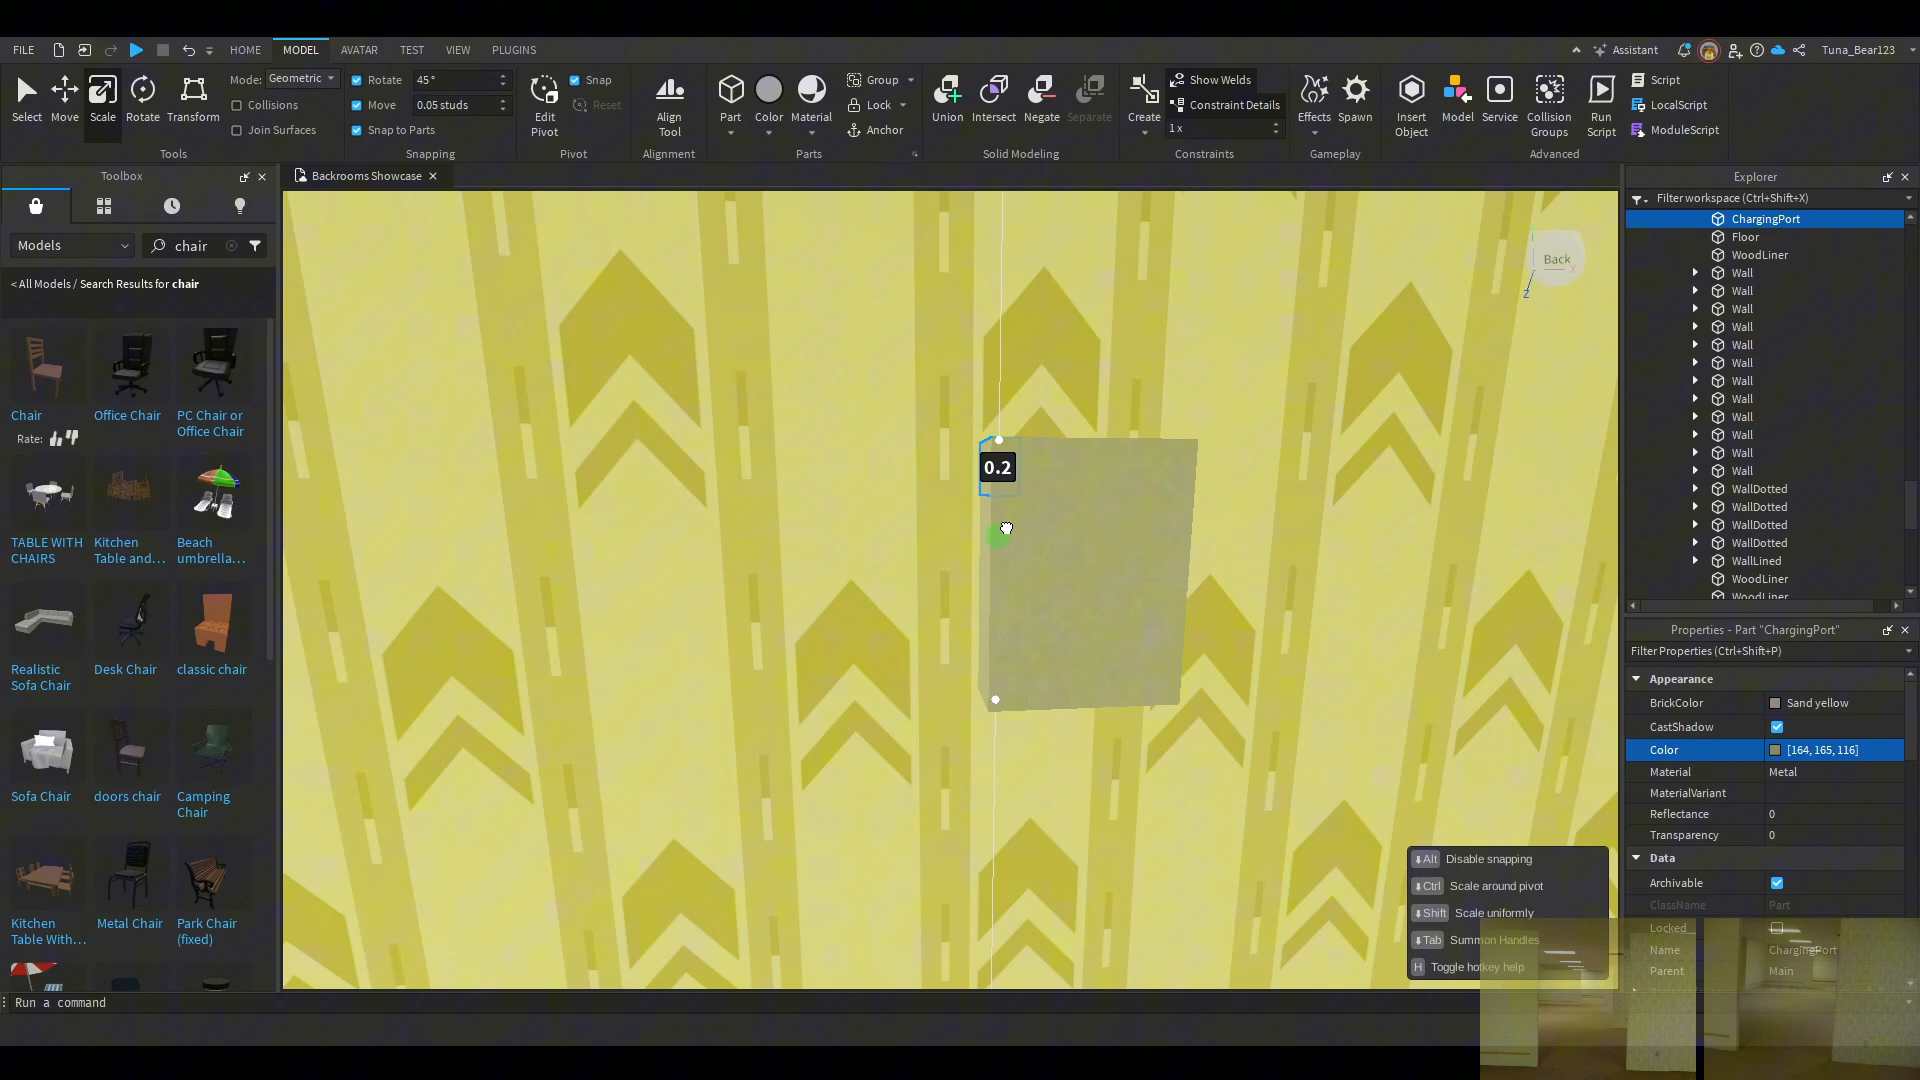 FILE HOME MODEL AVATAR TEST VIEW PLUGINS Assistant Tuna_Bear123
Select Move Scale Rotate Transform
Mode: Geometric
Collisions
Join Surfaces
Tools
Rotate 45°
Move 0.05 studs
Snap to Parts
Snapping
Edit Pivot
Snap
Reset
Pivot
Align Tool
Alignment
Part Color Material
Group
Lock
Anchor
Parts
Union Intersect Negate Separate
Solid Modeling
Create
Show Welds
Constraint Details
1 x
Constraints
Effects Spawn
Gameplay
Insert Object
Model Service
Collision Groups
Run Script
Script
LocalScript
ModuleScript
Advanced
Toolbox
Models chair
< All Models / Search Results for chair
Chair
Rate:
Office Chair
PC Chair or Office Chair
TABLE WITH CHAIRS
Kitchen Table and…
Beach umbrella…
Realistic Sofa Chair
Desk Chair
classic chair
Sofa Chair
doors chair
Camping Chair
Kitchen Table With…
Metal Chair
Park Chair (fixed)
Backrooms Showcase
0.2
Back
X
Z
Alt Disable snapping
Ctrl Scale around pivot
Shift Scale uniformly
Tab Summon Handles
H Toggle hotkey help
Explorer
Filter workspace (Ctrl+Shift+X)
ChargingPort
Floor
WoodLiner
Wall
Wall
Wall
Wall
Wall
Wall
Wall
Wall
Wall
Wall
Wall
Wall
WallDotted
WallDotted
WallDotted
WallDotted
WallLined
WoodLiner
WoodLiner
Properties - Part "ChargingPort"
Filter Properties (Ctrl+Shift+P)
Appearance
BrickColor Sand yellow
CastShadow
Color [164, 165, 116]
Material Metal
MaterialVariant
Reflectance 0
Transparency 0
Data
Archivable
ClassName Part
Locked
Name ChargingPort
Parent Main
Run a command